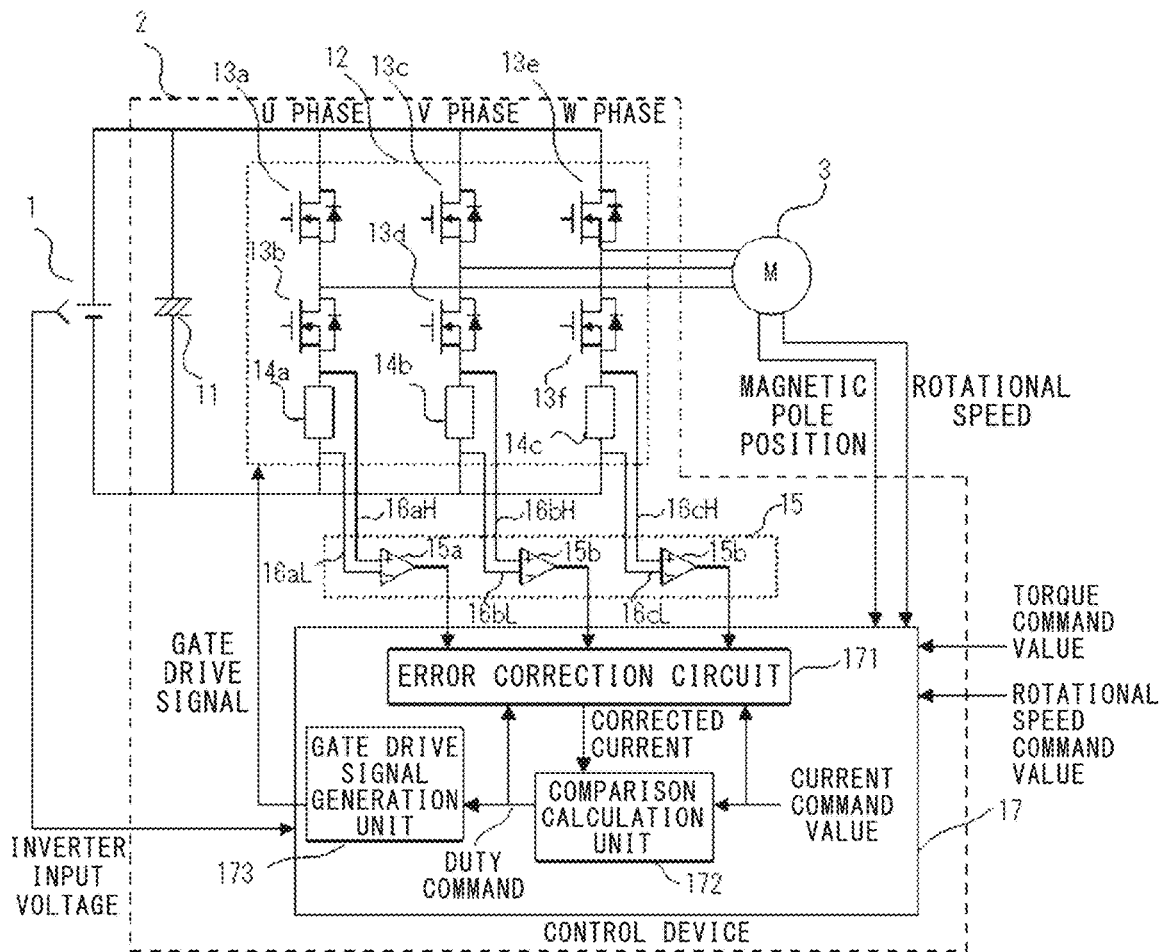 2
13a
12
13c
13e
U PHASE
V PHASE
W PHASE
1
3
M
13b
13d
14a
14b
13f
14c
11
MAGNETIC
POLE
POSITION
ROTATIONAL
SPEED
16aH
16bH
16cH
15
15a
15b
15b
16aL
16bL
16cL
GATE
DRIVE
SIGNAL
TORQUE
COMMAND
VALUE
ERROR CORRECTION CIRCUIT
171
ROTATIONAL
SPEED
COMMAND
VALUE
CORRECTED
CURRENT
GATE DRIVE
SIGNAL
GENERATION
UNIT
COMPARISON
CALCULATION
UNIT
CURRENT
COMMAND
VALUE
17
INVERTER
INPUT
VOLTAGE
173
DUTY
COMMAND
172
CONTROL DEVICE